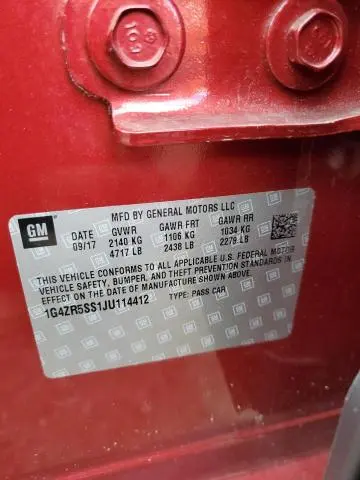 MFD BY GENERAL MOTORS LLC
GM
DATE GVWR GAWR FRT GAWR RR
09/17 2140 KG 1106 KG 1034 KG
4717 LB 2438 LB 2279 LB
THIS VEHICLE CONFORMS TO ALL APPLICABLE U.S. FEDERAL MOTOR
VEHICLE SAFETY, BUMPER, AND THEFT PREVENTION STANDARDS IN
EFFECT ON THE DATE OF MANUFACTURE SHOWN ABOVE.
1G4ZR5SS1JU114412 TYPE: PASS CAR